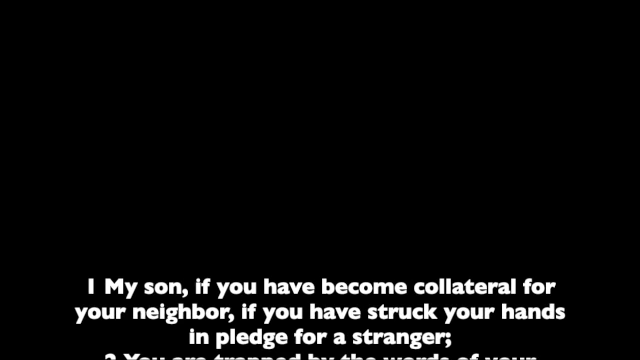 1 My son, if you have become collateral for
your neighbor, if you have struck your hands
in pledge for a stranger;
2 You are trapped by the words of your